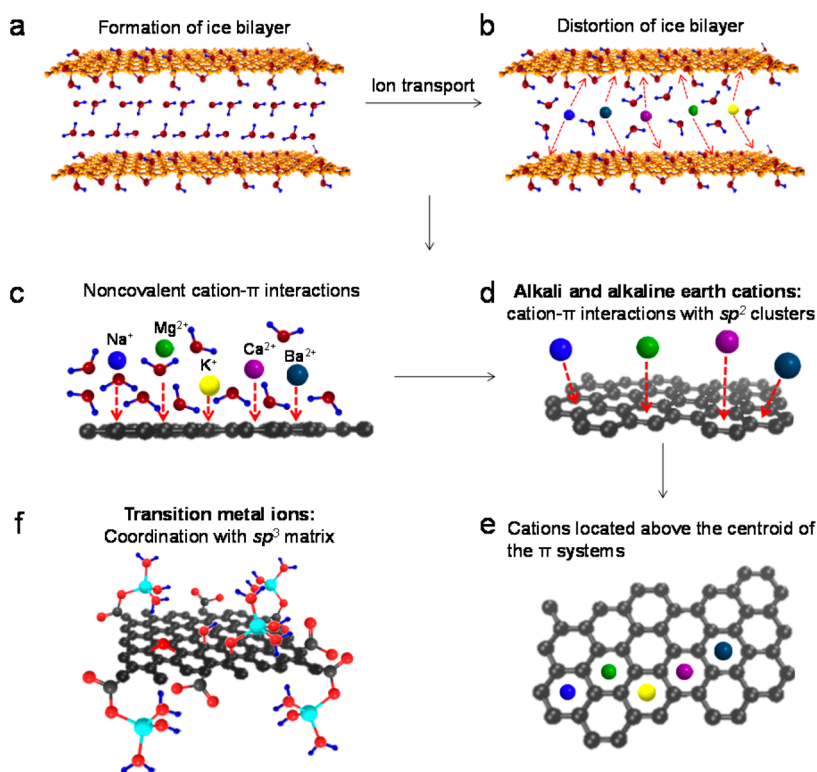 a
Formation of ice bilayer
b
Distortion of ice bilayer
Ion transport
c
Noncovalent cation-π interactions
Na⁺
Mg²⁺
K⁺
Ca²⁺
Ba²⁺
d
Alkali and alkaline earth cations:
cation-π interactions with sp² clusters
f
Transition metal ions:
Coordination with sp³ matrix
e
Cations located above the centroid of
the π systems